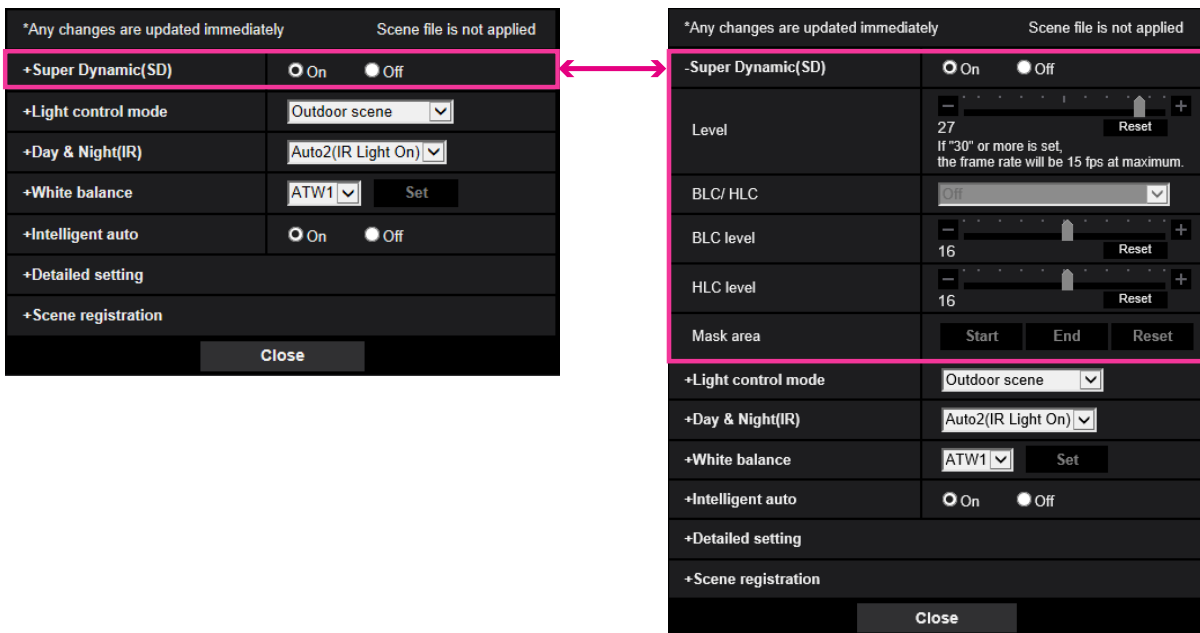 *Any changes are updated immediately Scene file is not applied
+Super Dynamic(SD) On Off
+Light control mode Outdoor scene
+Day & Night(IR) Auto2(IR Light On)
+White balance ATW1 Set
+Intelligent auto On Off
+Detailed setting
+Scene registration
Close
*Any changes are updated immediately Scene file is not applied
-Super Dynamic(SD) On Off
Level
27 Reset
If "30" or more is set,
the frame rate will be 15 fps at maximum.
BLC/ HLC Off
BLC level
16 Reset
HLC level
16 Reset
Mask area Start End Reset
+Light control mode Outdoor scene
+Day & Night(IR) Auto2(IR Light On)
+White balance ATW1 Set
+Intelligent auto On Off
+Detailed setting
+Scene registration
Close